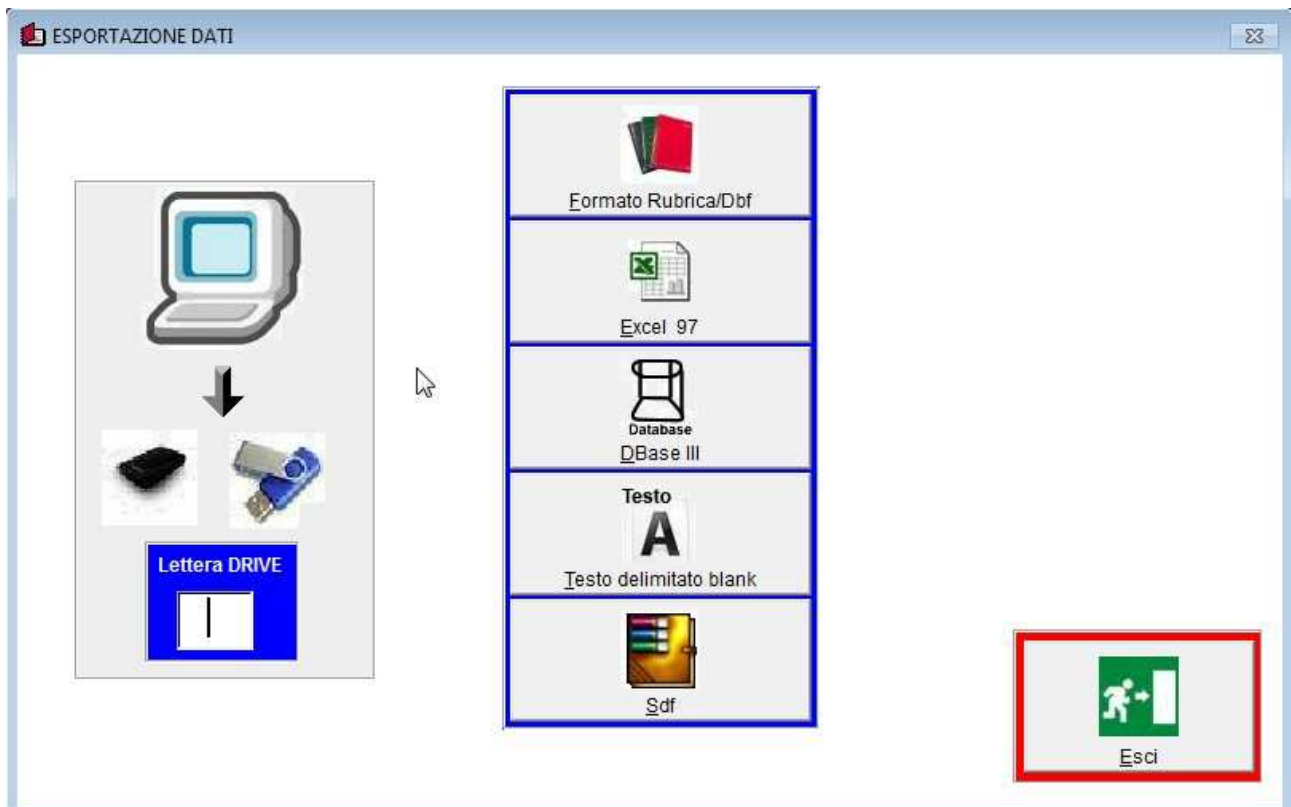 ESPORTAZIONE DATI
Formato Rubrica/Dbf
Excel 97
Database
DBase III
Testo
A
Testo delimitato blank
Sdf
Lettera DRIVE
Esci